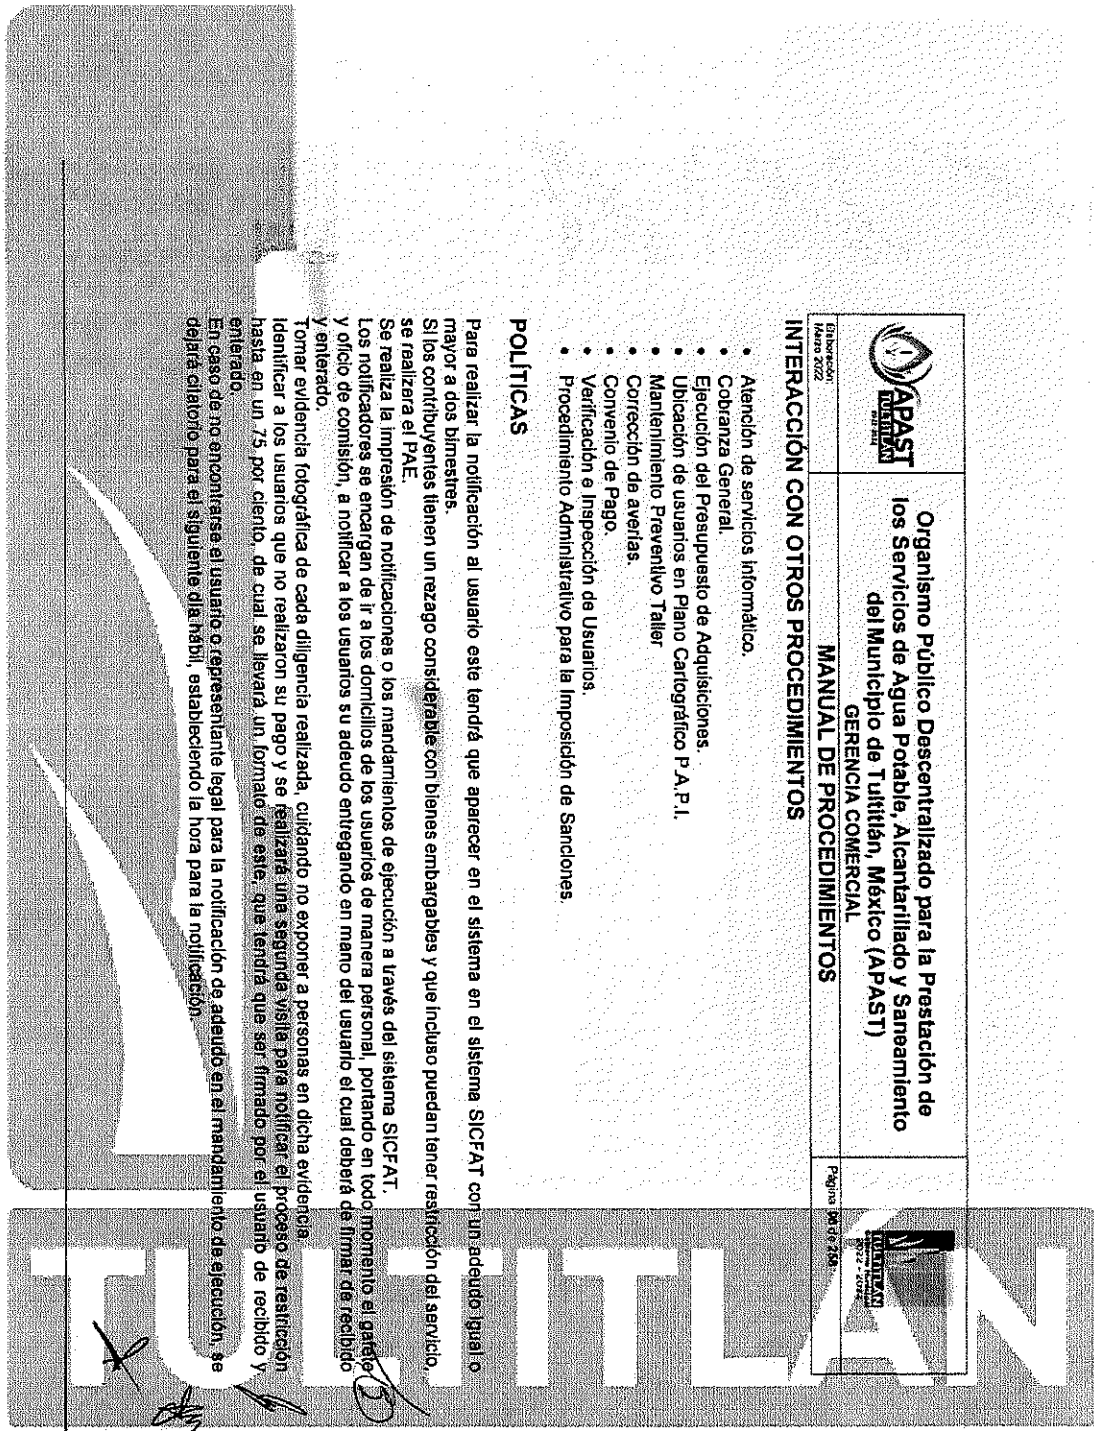 APAST
TULTITLÁN
2022-2024
Organismo Público Descentralizado para la Prestación de
los Servicios de Agua Potable, Alcantarillado y Saneamiento
del Municipio de Tultitlán, México (APAST)
GERENCIA COMERCIAL
TULTITLÁN
Elaboración
Marzo 2022
MANUAL DE PROCEDIMIENTOS
Página 98 de 258
INTERACCIÓN CON OTROS PROCEDIMIENTOS
• Atención de servicios informático.
• Cobranza General.
• Ejecución del Presupuesto de Adquisiciones.
• Ubicación de usuarios en Plano Cartográfico P.A.P.I.
• Mantenimiento Preventivo Taller
• Corrección de averías.
• Convenio de Pago.
• Verificación e Inspección de Usuarios.
• Procedimiento Administrativo para la Imposición de Sanciones.
POLÍTICAS
Para realizar la notificación al usuario este tendrá que aparecer en el sistema en el sistema SICFAT con un adeudo igual o
mayor a dos bimestres.
Si los contribuyentes tienen un rezago considerable con bienes embargables y que incluso puedan tener restricción del servicio,
se realizera el PAE.
Se realiza la impresión de notificaciones o los mandamientos de ejecución a través del sistema SICFAT.
Los notificadores se encargan de ir a los domicilios de los usuarios de manera personal, portando en todo momento el gafete
y oficio de comisión, a notificar a los usuarios su adeudo entregando en mano del usuario el cual deberá de firmar de recibido
y enterado.
Tomar evidencia fotográfica de cada diligencia realizada, cuidando no exponer a personas en dicha evidencia
Identificar a los usuarios que no realizaron su pago y se realizará una segunda visita para notificar el proceso de restricción
hasta en un 75 por ciento, de cual se llevará un formato de este, que tendrá que ser firmado por el usuario de recibido y
enterado.
En caso de no encontrarse el usuario o representante legal para la notificación de adeudo en el mandamiento de ejecución, se
dejará citatorio para el siguiente día hábil, estableciendo la hora para la notificación.
TULTITLÁN